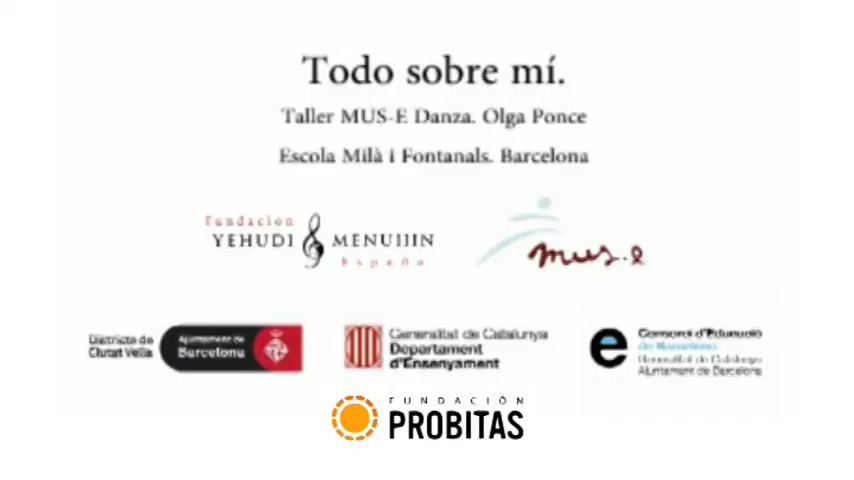 Todo sobre mí.
Taller MUS-E Danza. Olga Ponce
Escola Milà i Fontanals. Barcelona
Fundacion
YEHUDI MENUHIN
España
mus-e
Districte de
Ciutat Vella
Ajuntament de
Barcelona
Generalitat de Catalunya
Departament
d'Ensenyament
e
Consorci d'Educació
de Barcelona
Generalitat de Catalunya
Ajuntament de Barcelona
FUNDACIÓN
PROBITAS